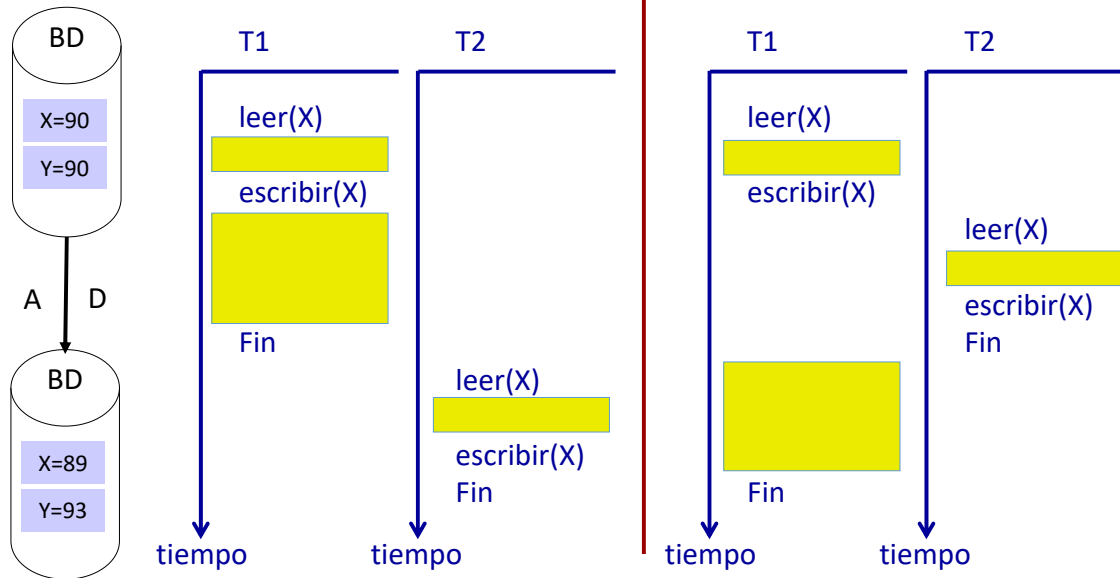 BD
X=90
Y=90
A D
BD
X=89
Y=93
T1
leer(X)
escribir(X)
Fin
tiempo
T2
leer(X)
escribir(X)
Fin
tiempo
T1
leer(X)
escribir(X)
Fin
tiempo
T2
leer(X)
escribir(X)
Fin
tiempo